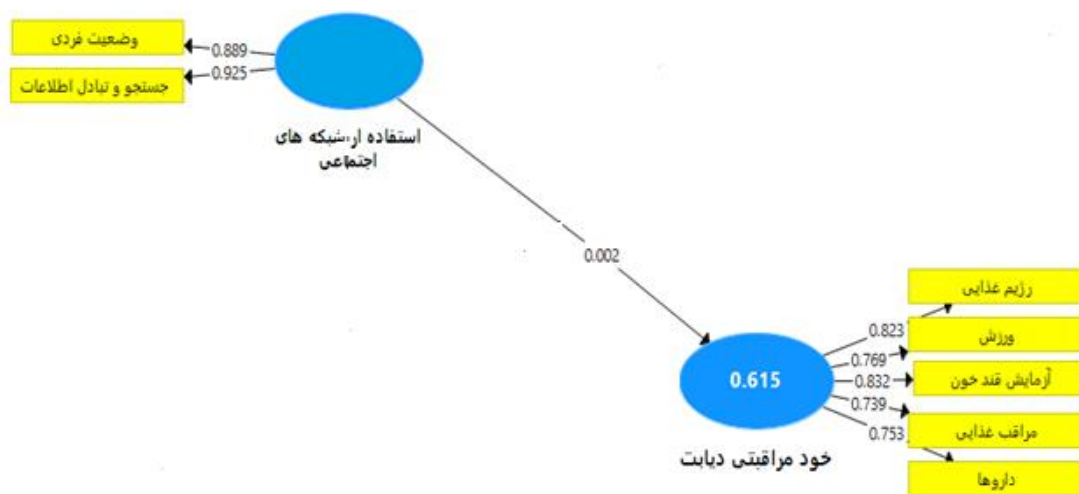 وضعیت فردی
0.889
0.925
جستجو و تبادل اطلاعات
استفاده از شبکه های
اجتماعی
0.002
رژیم غذایی
0.823
ورزش
0.769
0.615
0.832
آزمایش قند خون
0.739
مراقب غذایی
0.753
خود مراقبتی دیابت
داروها